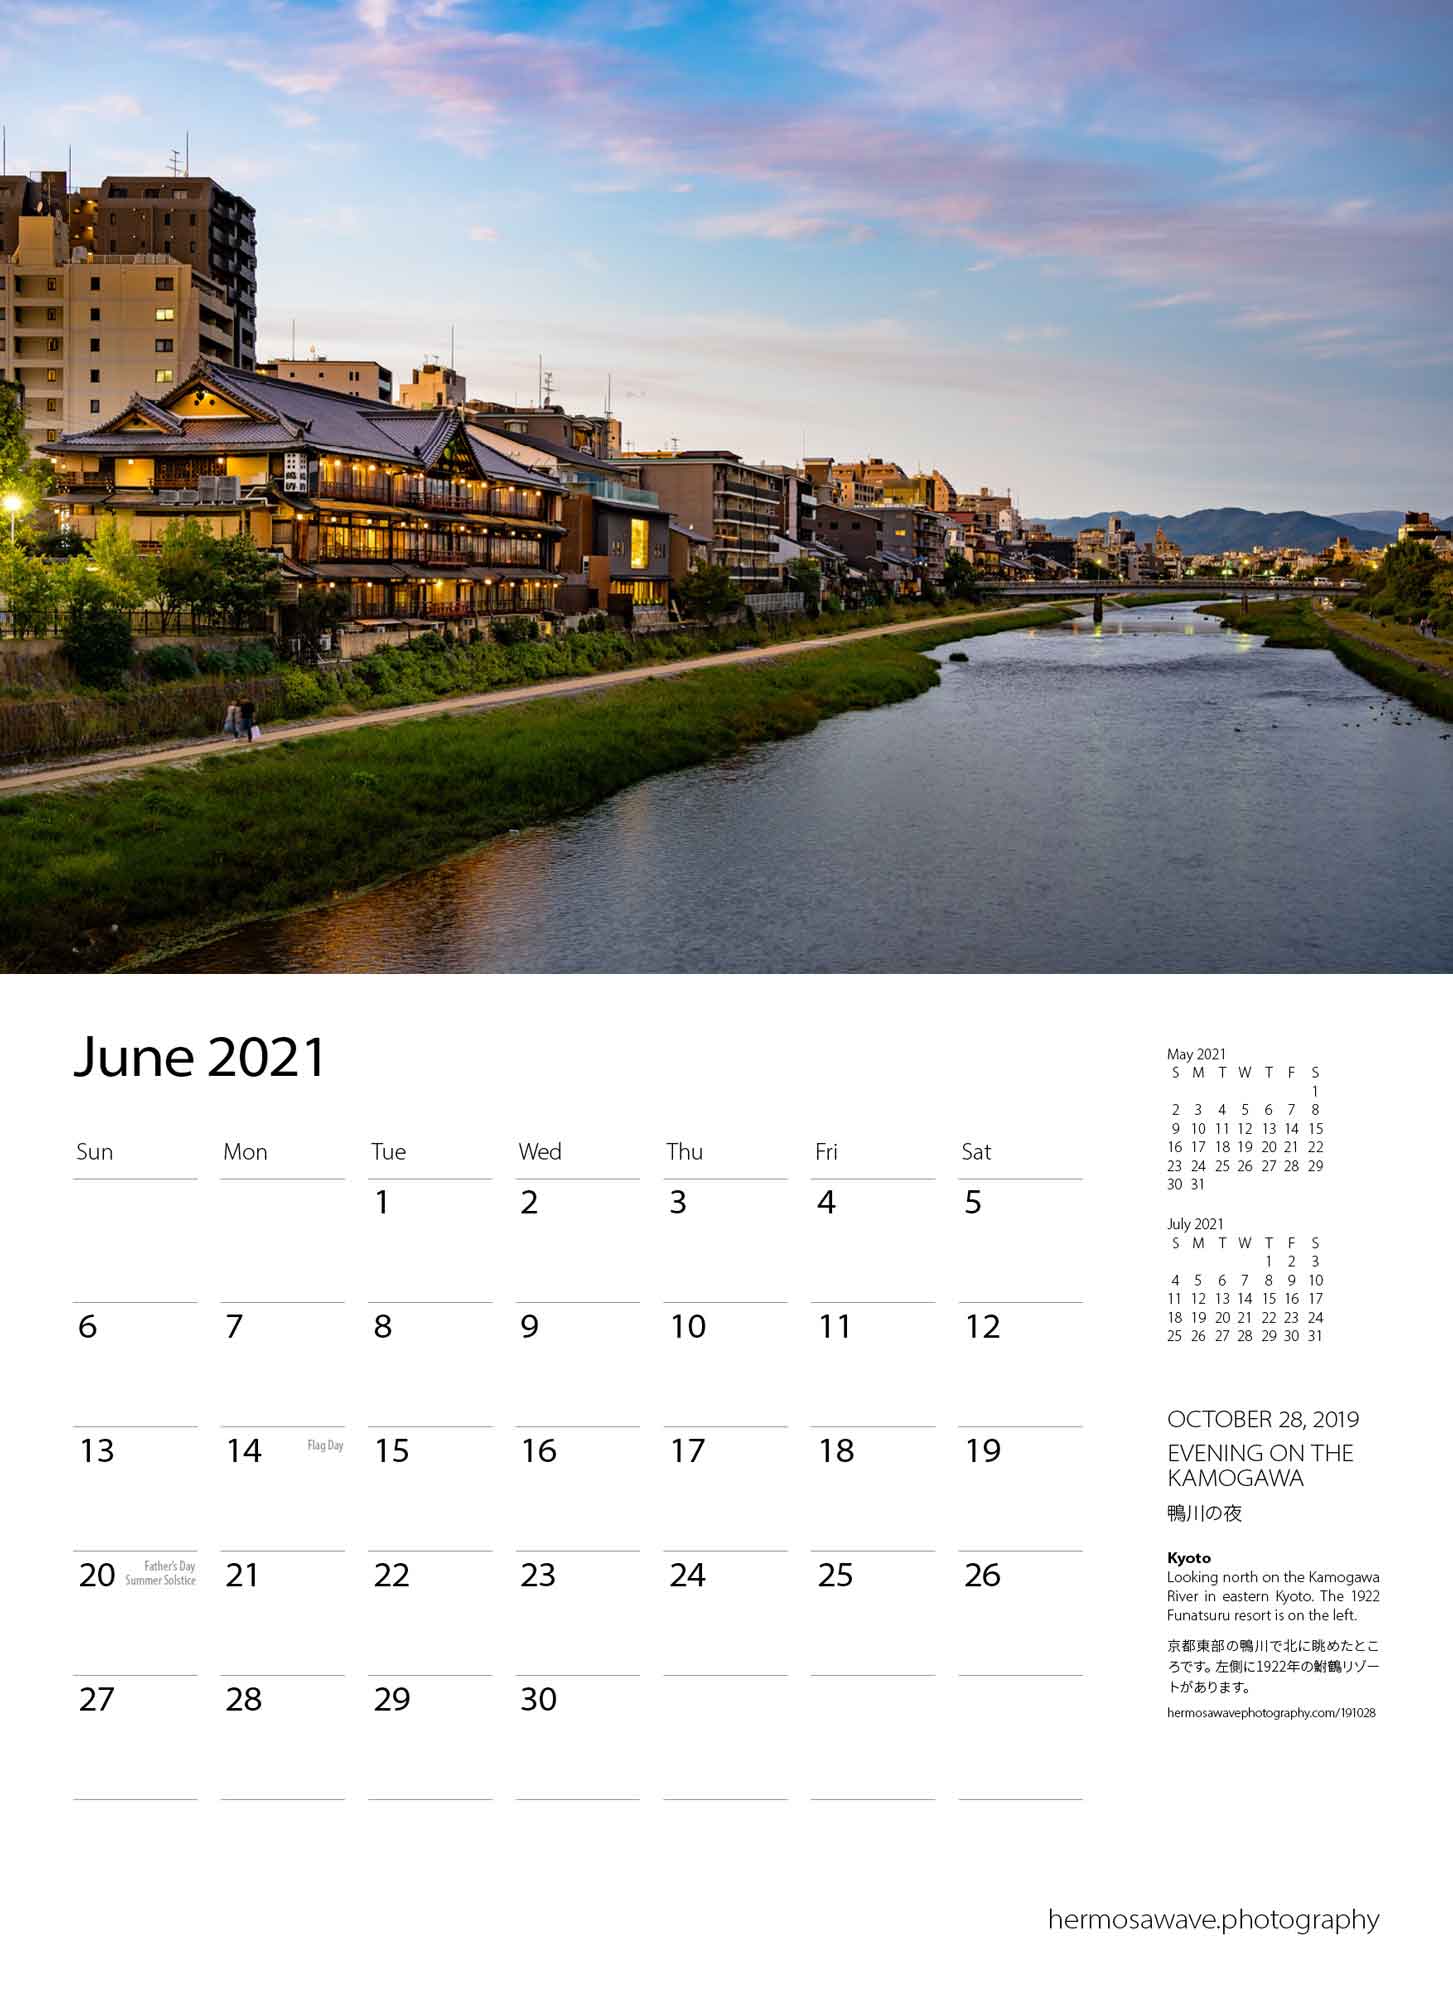 June 2021
Sun Mon Tue Wed Thu Fri Sat
1 2 3 4 5
6 7 8 9 10 11 12
13 14 Flag Day 15 16 17 18 19
20 Father's Day
Summer Solstice 21 22 23 24 25 26
27 28 29 30
May 2021
S M T W T F S
1
2 3 4 5 6 7 8
9 10 11 12 13 14 15
16 17 18 19 20 21 22
23 24 25 26 27 28 29
30 31
July 2021
S M T W T F S
1 2 3
4 5 6 7 8 9 10
11 12 13 14 15 16 17
18 19 20 21 22 23 24
25 26 27 28 29 30 31
OCTOBER 28, 2019
EVENING ON THE
KAMOGAWA
鴨川の夜
Kyoto
Looking north on the Kamogawa
River in eastern Kyoto. The 1922
Funatsuru resort is on the left.
京都東部の鴨川で北に眺めたとこ
ろです。左側に1922年の鮒鶴リゾー
トがあります。
hermosawavephotography.com/191028
hermosawave.photography